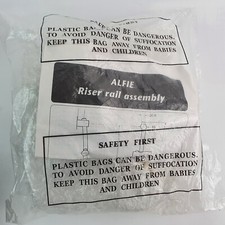 SAFETY FIRST
PLASTIC BAGS CAN BE DANGEROUS.
TO AVOID DANGER OF SUFFOCATION
KEEP THIS BAG AWAY FROM BABIES
AND CHILDREN
ALFIE
Riser rail assembly
SAFETY FIRST
PLASTIC BAGS CAN BE DANGEROUS.
TO AVOID DANGER OF SUFFOCATION
KEEP THIS BAG AWAY FROM BABIES
AND CHILDREN